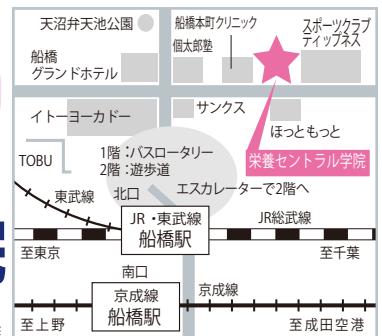 天沼弁天池公園
船橋本町クリニック
スポーツクラブ
ティップネス
個太郎塾
船橋
グランドホテル
イトーヨーカドー
サンクス
ほっともっと
栄養セントラル学院
TOBU
1階：バスロータリー
2階：遊歩道
東武線
北口
エスカレーターで2階へ
JR・東武線
船橋駅
JR総武線
至東京
至千葉
南口
京成線
船橋駅
京成線
至上野
至成田空港